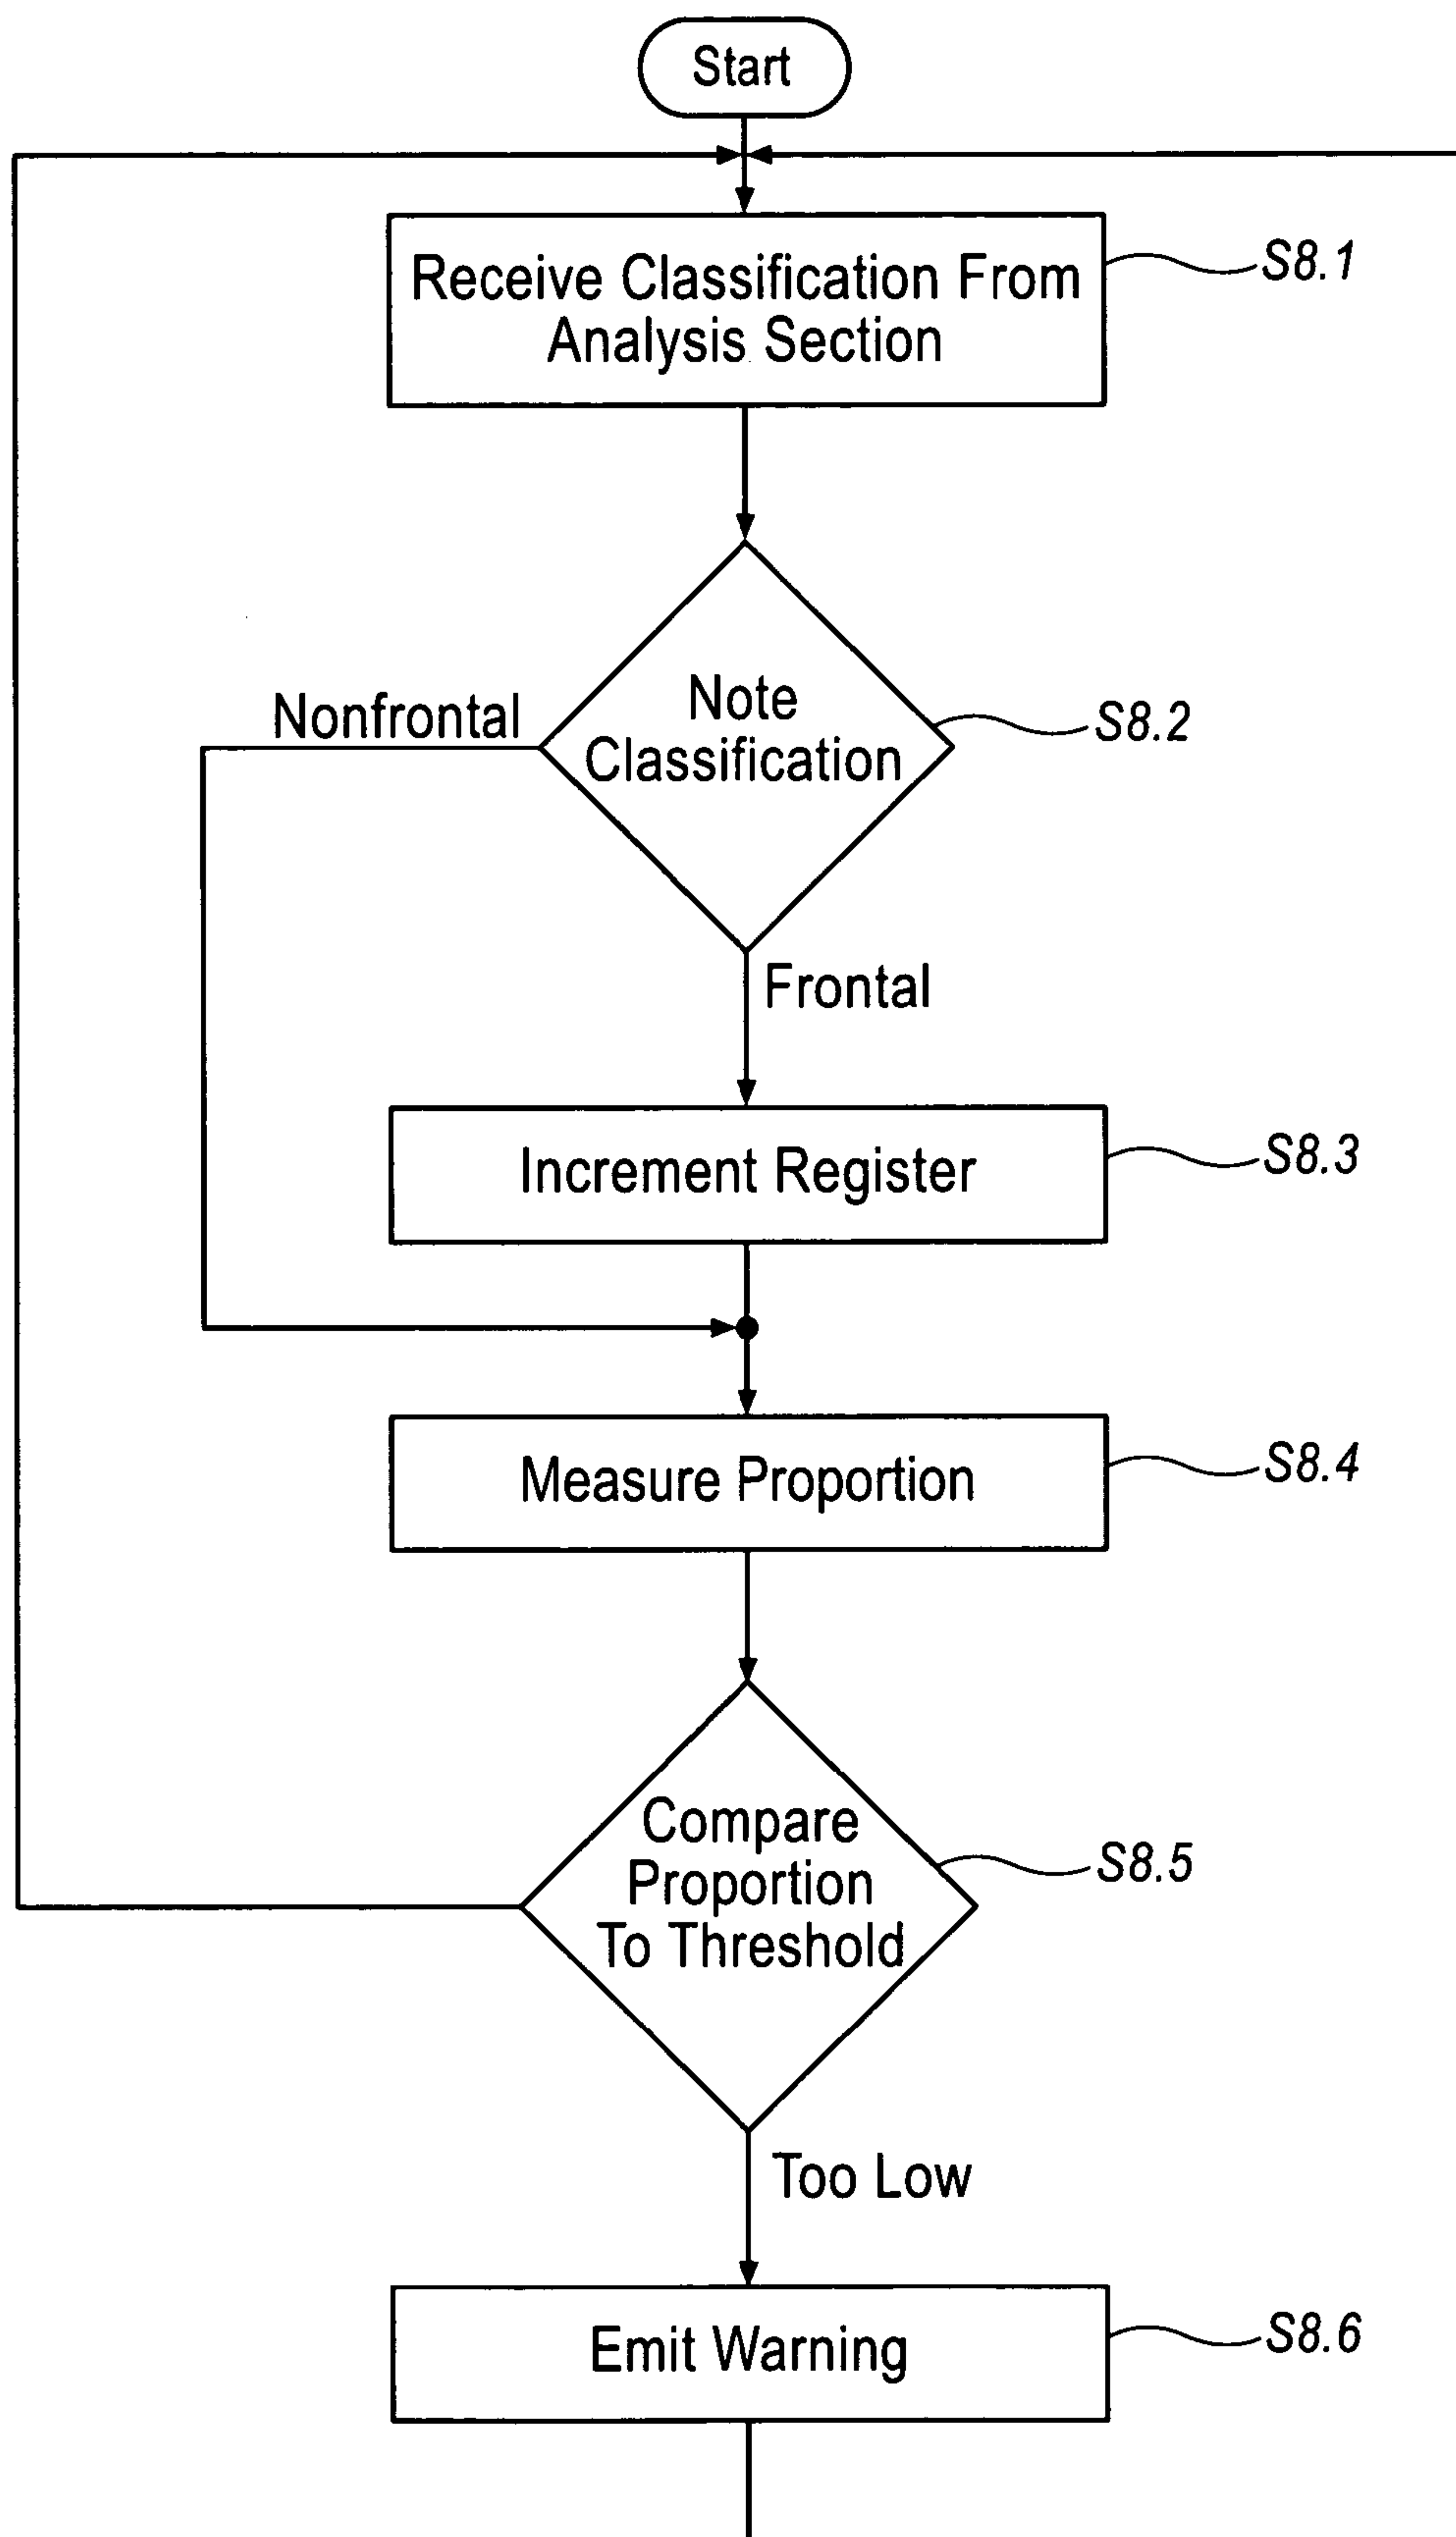 Start
Receive Classification From
Analysis Section
S8.1
Note
Classification
S8.2
Nonfrontal
Frontal
Increment Register
S8.3
Measure Proportion
S8.4
Compare
Proportion
To Threshold
S8.5
Too Low
Emit Warning
S8.6